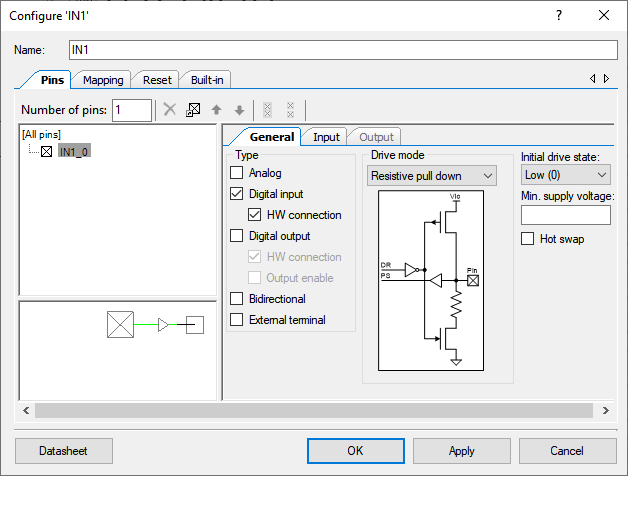 Configure 'IN1'
Name: IN1
Pins Mapping Reset Built-in
Number of pins: 1
[All pins]
IN1_0
General Input Output
Type
Analog
Digital input
HW connection
Digital output
HW connection
Output enable
Bidirectional
External terminal
Drive mode
Resistive pull down
Vio
DR
PS
Pin
Initial drive state:
Low (0)
Min. supply voltage:
Hot swap
Datasheet OK Apply Cancel